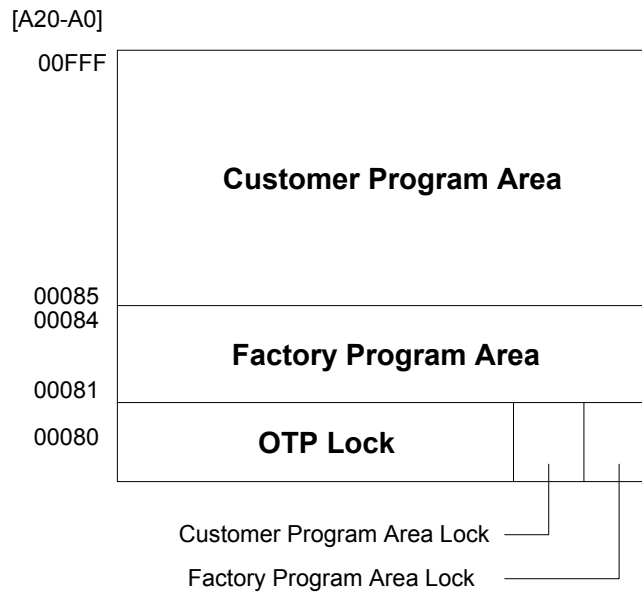 [A20-A0]
00FFF
Customer Program Area
00085
00084
Factory Program Area
00081
00080
OTP Lock
Customer Program Area Lock
Factory Program Area Lock